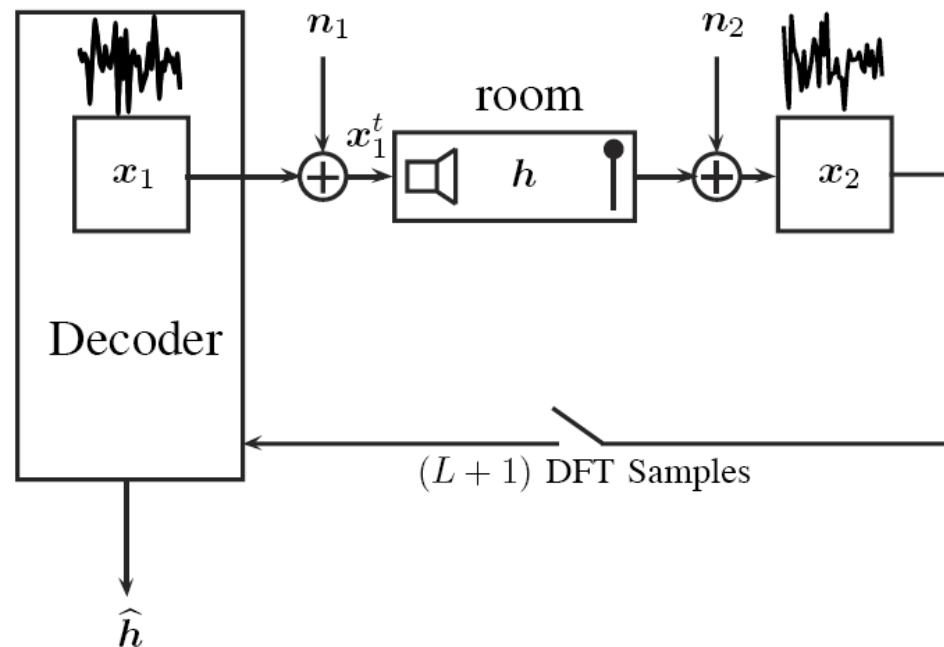 n₁
n₂
room
x₁
x₁ᵗ
h
x₂
Decoder
(L + 1) DFT Samples
ĥ